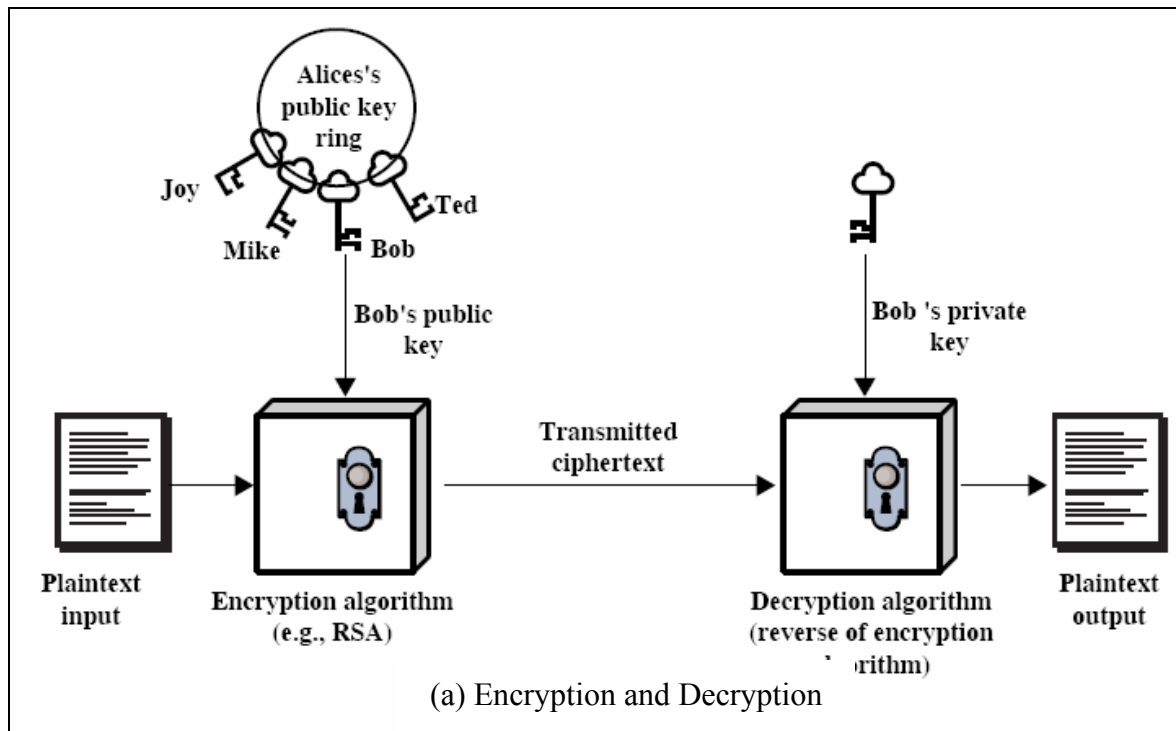 Alices's
public key
ring
Joy
Ted
Mike
Bob
Bob's public
key
Bob 's private
key
Transmitted
ciphertext
Plaintext
input
Encryption algorithm
(e.g., RSA)
Decryption algorithm
(reverse of encryption
Plaintext
output
(a) Encryption and Decryption